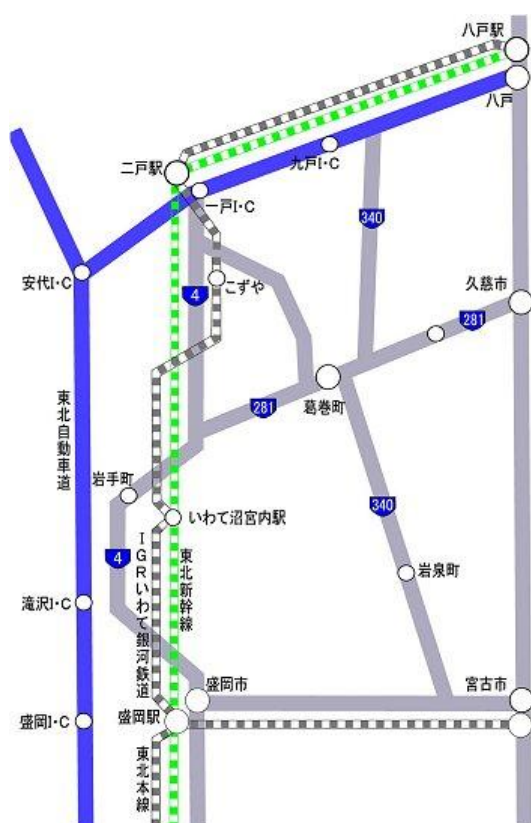 八戸駅
八戸
二戸駅
九戸I・C
一戸I・C
340
安代I・C
こずや
4
久慈市
281
東北自動車道
281
葛巻町
岩手町
いわて沼宮内駅
340
4
IGRいわて銀河鉄道
東北新幹線
岩泉町
滝沢I・C
盛岡市
宮古市
盛岡I・C
盛岡駅
東北本線